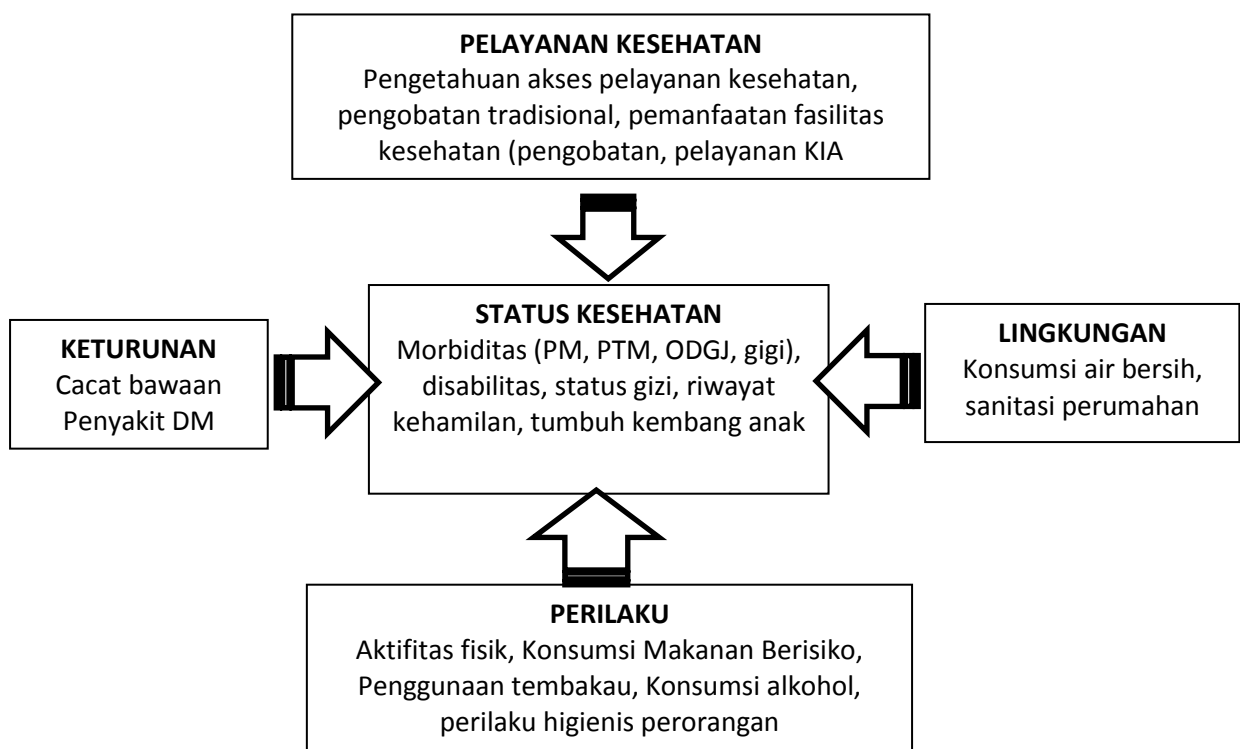 PELAYANAN KESEHATAN
Pengetahuan akses pelayanan kesehatan,
pengobatan tradisional, pemanfaatan fasilitas
kesehatan (pengobatan, pelayanan KIA
KETURUNAN
Cacat bawaan
Penyakit DM
STATUS KESEHATAN
Morbiditas (PM, PTM, ODGJ, gigi),
disabilitas, status gizi, riwayat
kehamilan, tumbuh kembang anak
LINGKUNGAN
Konsumsi air bersih,
sanitasi perumahan
PERILAKU
Aktifitas fisik, Konsumsi Makanan Berisiko,
Penggunaan tembakau, Konsumsi alkohol,
perilaku higienis perorangan